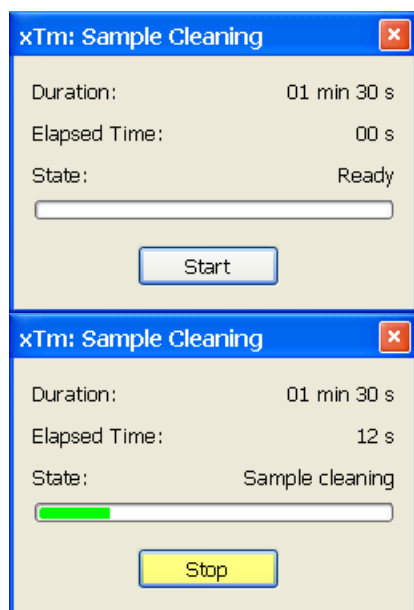 xTm: Sample Cleaning
Duration: 01 min 30 s
Elapsed Time: 00 s
State: Ready
Start
xTm: Sample Cleaning
Duration: 01 min 30 s
Elapsed Time: 12 s
State: Sample cleaning
Stop